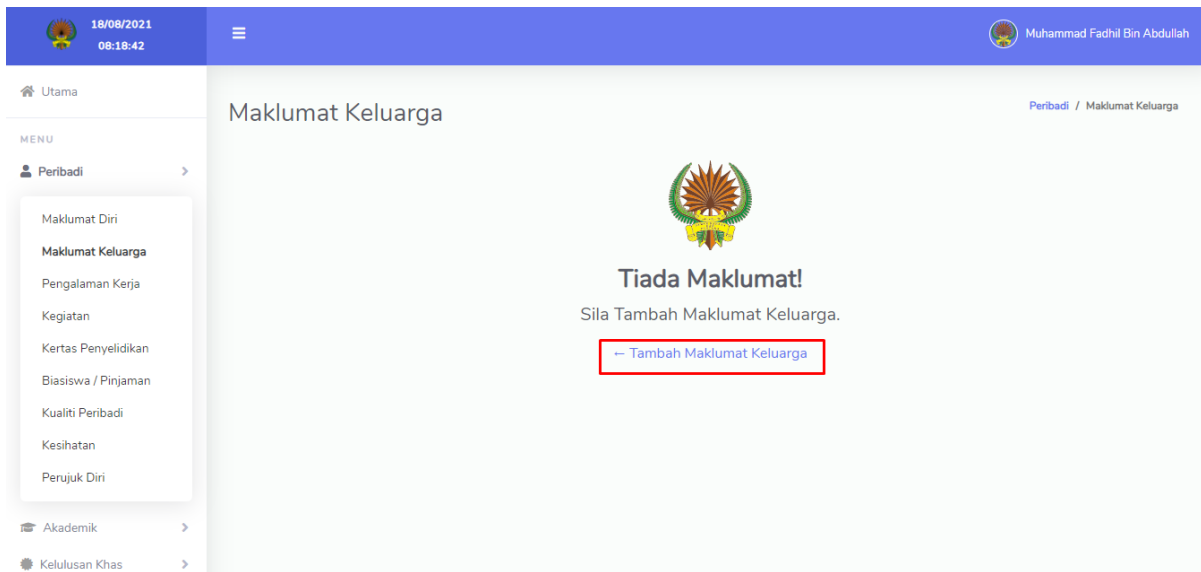 18/08/2021
08:18:42
Muhammad Fadhil Bin Abdullah
Utama
MENU
Peribadi
Maklumat Diri
Maklumat Keluarga
Pengalaman Kerja
Kegiatan
Kertas Penyelidikan
Biasiswa / Pinjaman
Kualiti Peribadi
Kesihatan
Perujuk Diri
Akademik
Kelulusan Khas
Maklumat Keluarga
Peribadi / Maklumat Keluarga
Tiada Maklumat!
Sila Tambah Maklumat Keluarga.
← Tambah Maklumat Keluarga